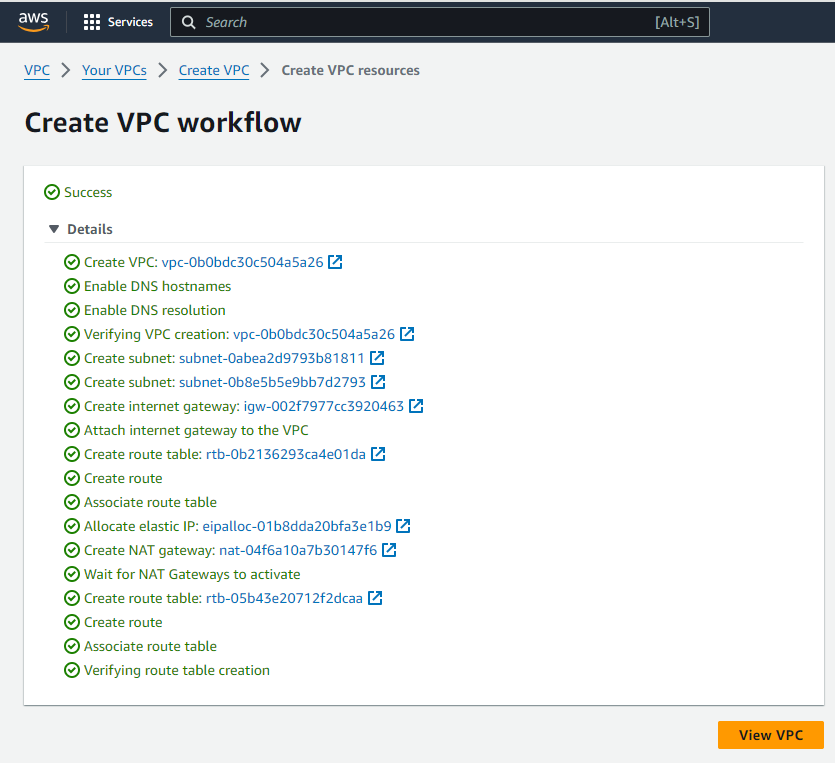 aws Services Search [Alt+S]
VPC > Your VPCs > Create VPC > Create VPC resources
Create VPC workflow
Success
Details
Create VPC: vpc-0b0bdc30c504a5a26
Enable DNS hostnames
Enable DNS resolution
Verifying VPC creation: vpc-0b0bdc30c504a5a26
Create subnet: subnet-0abea2d9793b81811
Create subnet: subnet-0b8e5b5e9bb7d2793
Create internet gateway: igw-002f7977cc3920463
Attach internet gateway to the VPC
Create route table: rtb-0b2136293ca4e01da
Create route
Associate route table
Allocate elastic IP: eipalloc-01b8dda20bfa3e1b9
Create NAT gateway: nat-04f6a10a7b30147f6
Wait for NAT Gateways to activate
Create route table: rtb-05b43e20712f2dcaa
Create route
Associate route table
Verifying route table creation
View VPC